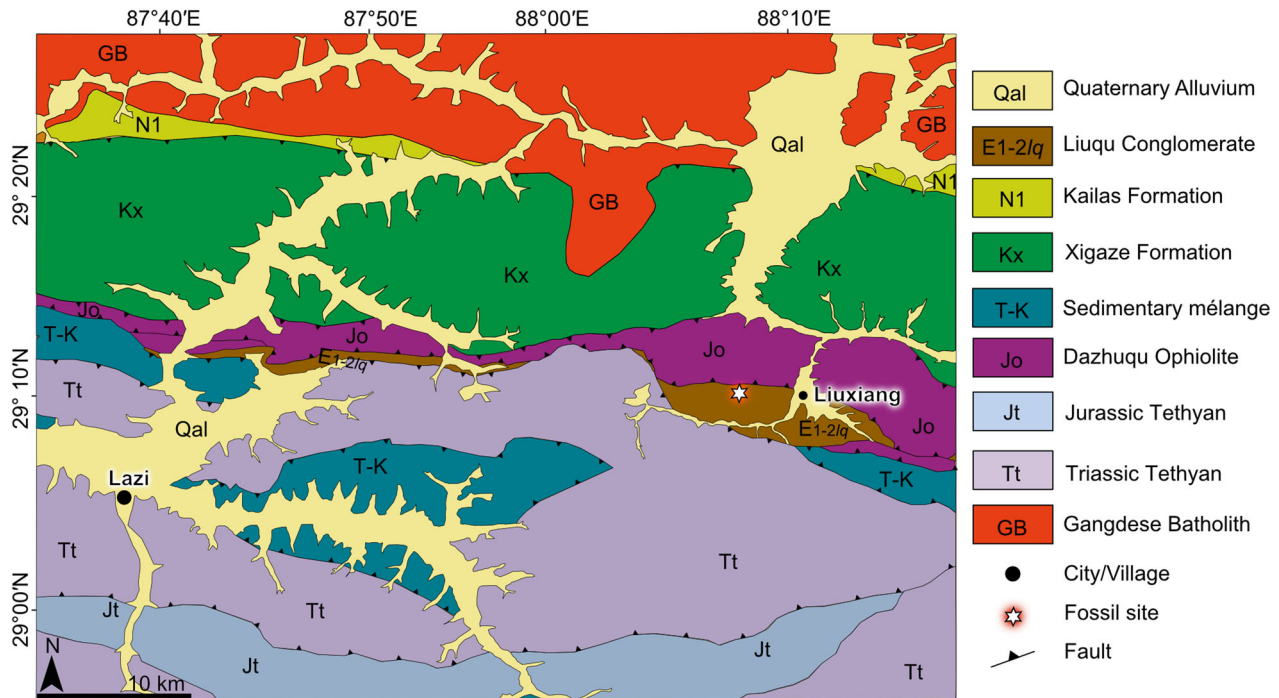 87°40′E 87°50′E 88°00′E 88°10′E
GB
N1
GB
Qal
GB
N1
29° 20′N
Kx
Kx
Kx
Jo
T-K
Jo
E1-2lq
Jo
29° 10′N
Tt
Liuxiang
Qal
E1-2lq
Jo
T-K
T-K
Lazi
Tt
Tt
29°00′N
Jt
Tt
Jt
Jt
Tt
N
10 km
Qal Quaternary Alluvium
E1-2lq Liuqu Conglomerate
N1 Kailas Formation
Kx Xigaze Formation
T-K Sedimentary mélange
Jo Dazhuqu Ophiolite
Jt Jurassic Tethyan
Tt Triassic Tethyan
GB Gangdese Batholith
City/Village
Fossil site
Fault